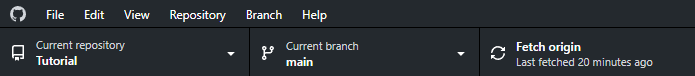 File Edit View Repository Branch Help
Current repository
Tutorial
Current branch
main
Fetch origin
Last fetched 20 minutes ago